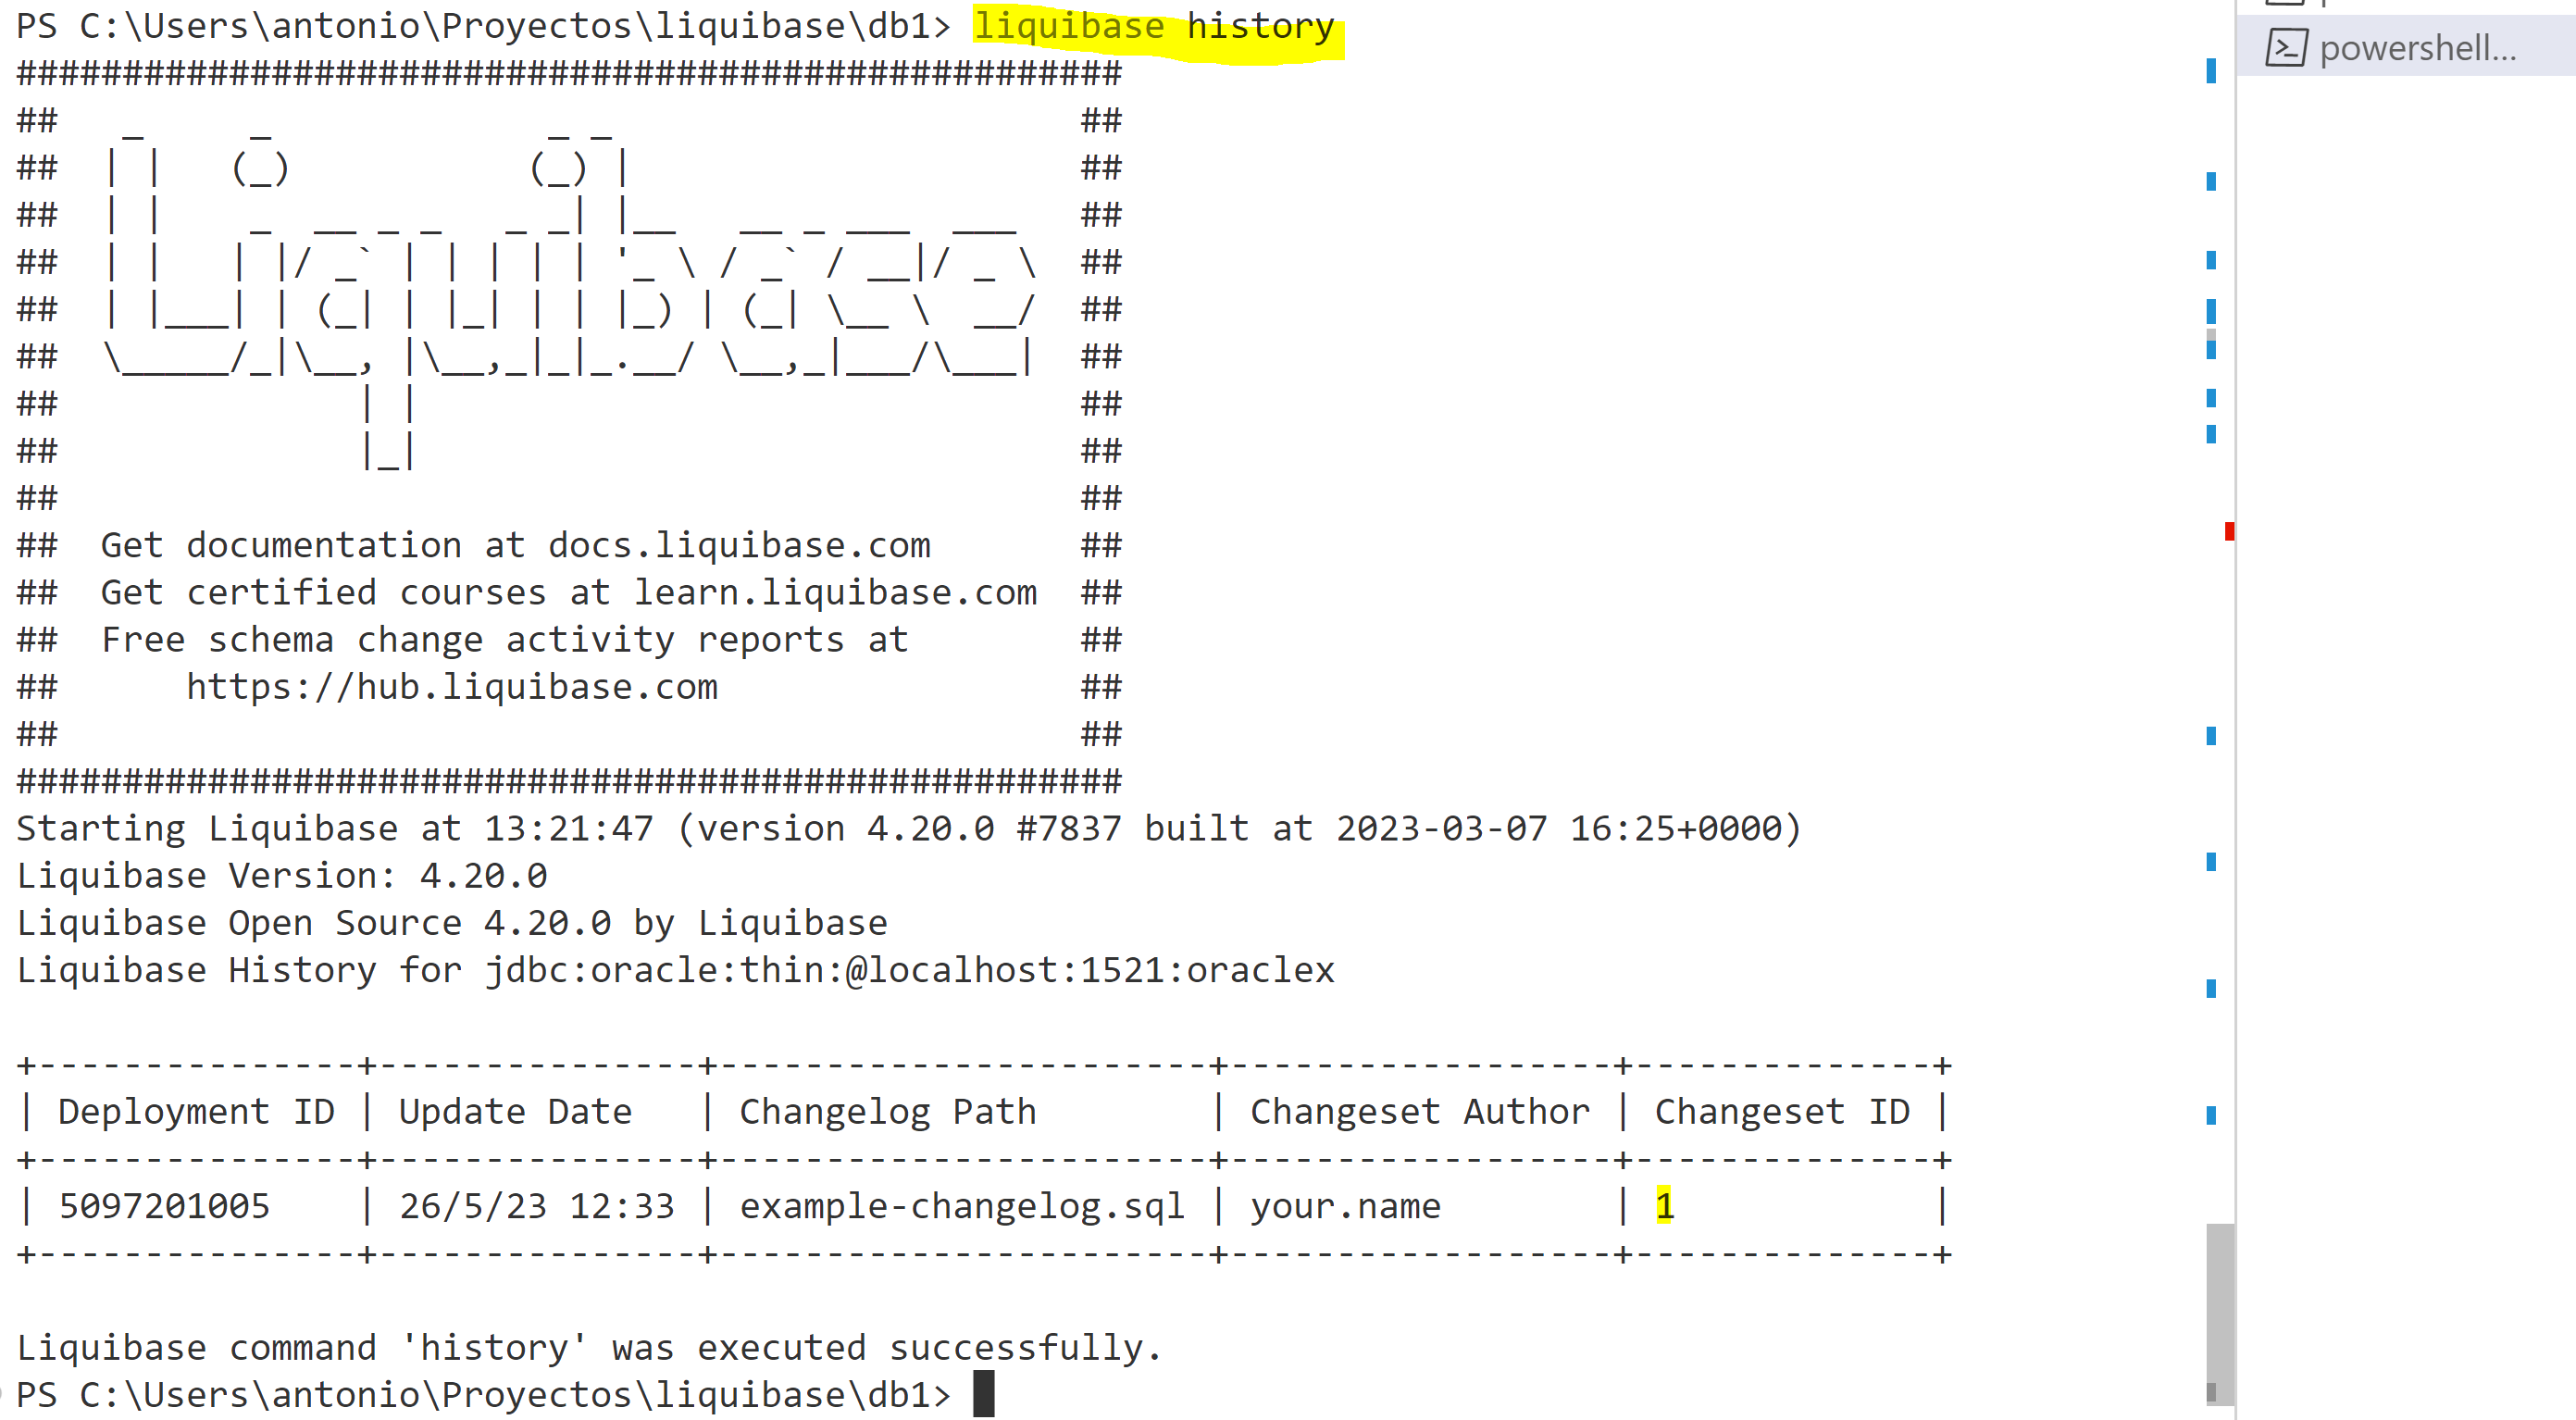 PS C:\Users\antonio\Proyectos\liquibase\db1> liquibase history
####################################################
##   _     _             _ _                      ##
##  | |   (_)           (_) |                     ##
##  | |    _  __ _ _   _ _| |__   __ _ ___  ___   ##
##  | |   | |/ _` | | | | | '_ \ / _` / __|/ _ \  ##
##  | |___| | (_| | |_| | | |_) | (_| \__ \  __/  ##
##  \_____/_|\__, |\__,_|_|_.__/ \__,_|___/\___|  ##
##              | |                               ##
##              |_|                               ##
##                                                ##
##  Get documentation at docs.liquibase.com       ##
##  Get certified courses at learn.liquibase.com  ##
##  Free schema change activity reports at        ##
##      https://hub.liquibase.com                 ##
##                                                ##
####################################################
Starting Liquibase at 13:21:47 (version 4.20.0 #7837 built at 2023-03-07 16:25+0000)
Liquibase Version: 4.20.0
Liquibase Open Source 4.20.0 by Liquibase
Liquibase History for jdbc:oracle:thin:@localhost:1521:oraclex
+---------------+---------------+-----------------------+------------------+--------------+
| Deployment ID | Update Date   | Changelog Path        | Changeset Author | Changeset ID |
+---------------+---------------+-----------------------+------------------+--------------+
| 5097201005    | 26/5/23 12:33 | example-changelog.sql | your.name        | 1            |
+---------------+---------------+-----------------------+------------------+--------------+
Liquibase command 'history' was executed successfully.
PS C:\Users\antonio\Proyectos\liquibase\db1>
powershell...